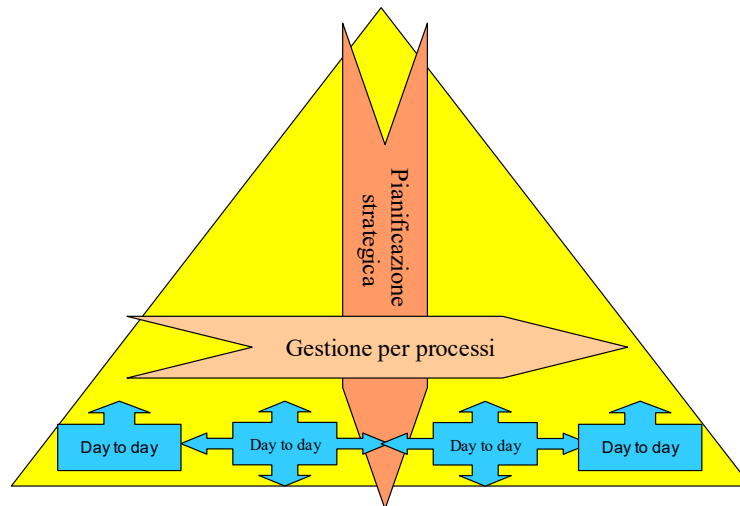 Pianificazione
strategica
Gestione per processi
Day to day
Day to day
Day to day
Day to day